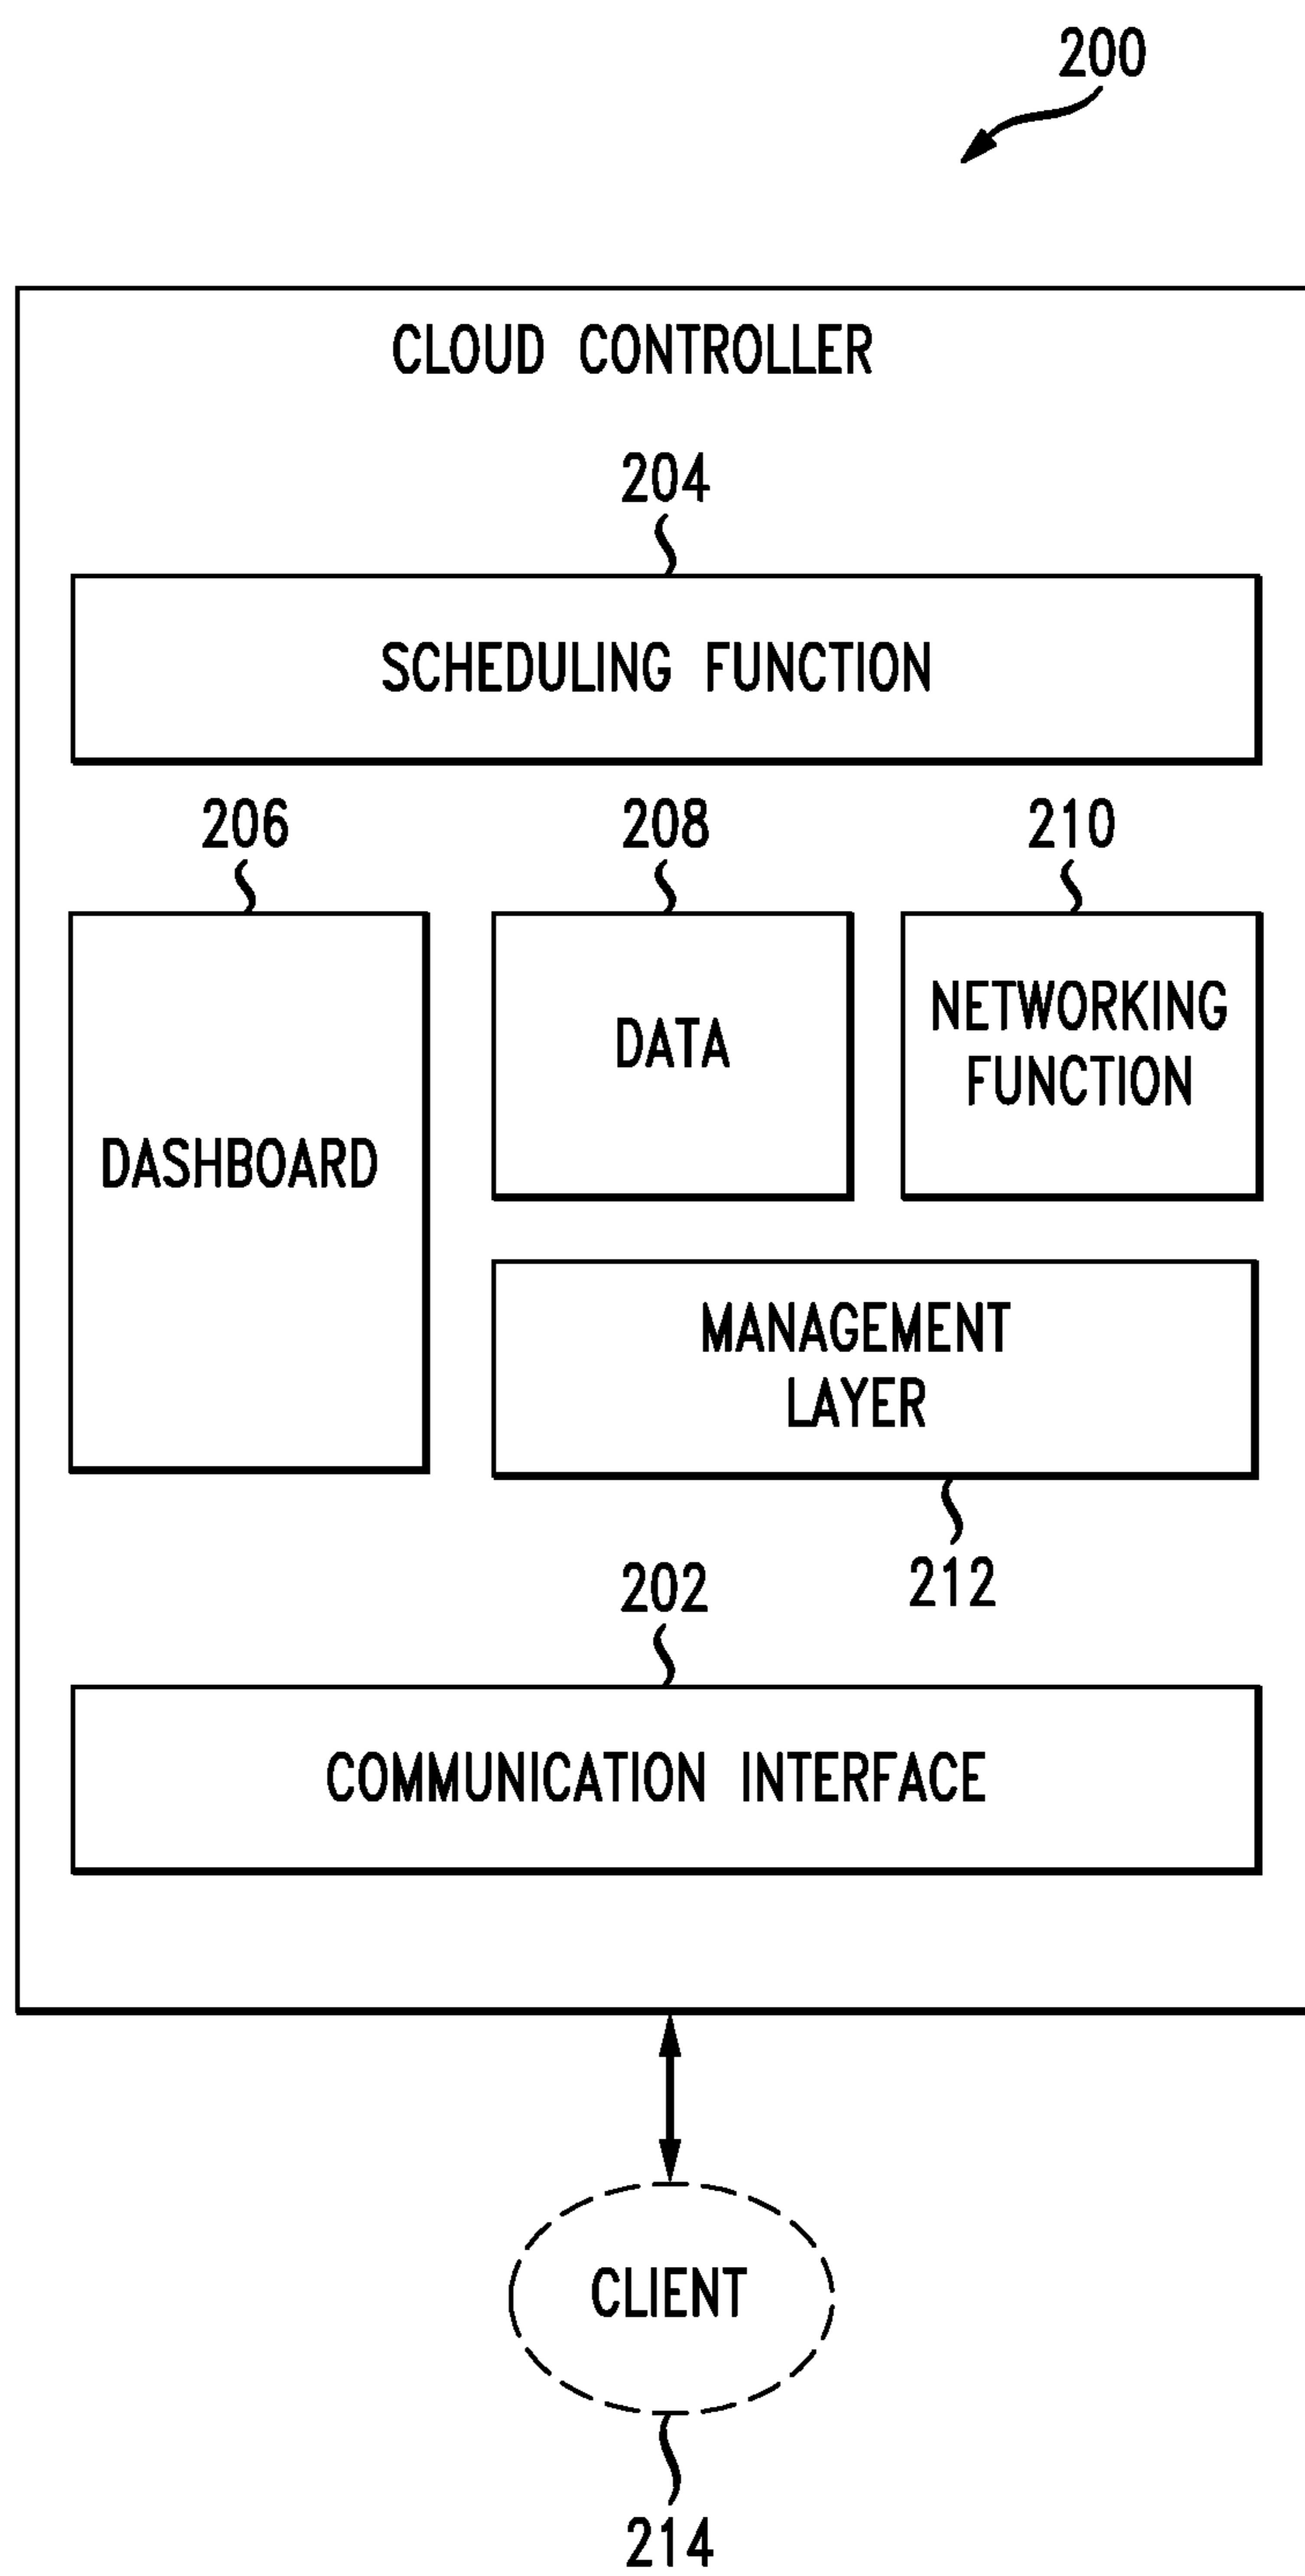 200
CLOUD CONTROLLER
204
SCHEDULING FUNCTION
206
208
210
DASHBOARD
DATA
NETWORKING
FUNCTION
MANAGEMENT
LAYER
212
202
COMMUNICATION INTERFACE
CLIENT
214